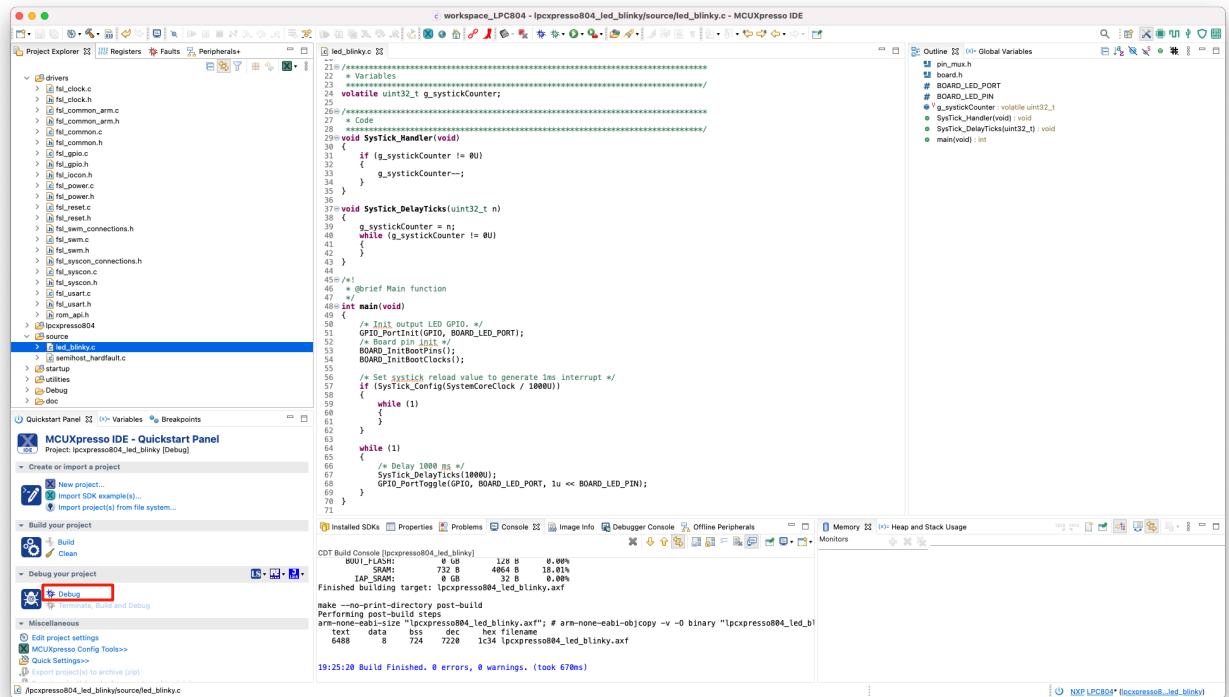 workspace_LPC804 - lpcxpresso804_led_blinky/source/led_blinky.c - MCUXpresso IDE
Project Explorer
Registers
Faults
Peripherals+
drivers
fsl_clock.c
fsl_clock.h
fsl_common_arm.c
fsl_common_arm.h
fsl_common.c
fsl_common.h
fsl_gpio.c
fsl_gpio.h
fsl_iocon.h
fsl_power.c
fsl_power.h
fsl_reset.c
fsl_reset.h
fsl_swm_connections.h
fsl_swm.c
fsl_swm.h
fsl_syscon_connections.h
fsl_syscon.c
fsl_syscon.h
fsl_usart.c
fsl_usart.h
rom_api.h
lpcxpresso804
source
led_blinky.c
semihost_hardfault.c
startup
utilities
Debug
doc
Quickstart Panel
(x)= Variables
Breakpoints
IDE
MCUXpresso IDE - Quickstart Panel
Project: lpcxpresso804_led_blinky [Debug]
Create or import a project
New project...
Import SDK example(s)...
Import project(s) from file system...
Build your project
Build
Clean
Debug your project
Debug
Terminate, Build and Debug
Miscellaneous
Edit project settings
MCUXpresso Config Tools>>
Quick Settings>>
Export project(s) to archive (zip)
led_blinky.c
21 /*******************************************************************************
22 * Variables
23 ******************************************************************************/
24 volatile uint32_t g_systickCounter;
25
26 /*******************************************************************************
27 * Code
28 ******************************************************************************/
29 void SysTick_Handler(void)
30 {
31 if (g_systickCounter != 0U)
32 {
33 g_systickCounter--;
34 }
35 }
36
37 void SysTick_DelayTicks(uint32_t n)
38 {
39 g_systickCounter = n;
40 while (g_systickCounter != 0U)
41 {
42 }
43 }
44
45 /*!
46 * @brief Main function
47 */
48 int main(void)
49 {
50 /* Init output LED GPIO. */
51 GPIO_PortInit(GPIO, BOARD_LED_PORT);
52 /* Board pin init */
53 BOARD_InitBootPins();
54 BOARD_InitBootClocks();
55
56 /* Set systick reload value to generate 1ms interrupt */
57 if (SysTick_Config(SystemCoreClock / 1000U))
58 {
59 while (1)
60 {
61 }
62 }
63
64 while (1)
65 {
66 /* Delay 1000 ms */
67 SysTick_DelayTicks(1000U);
68 GPIO_PortToggle(GPIO, BOARD_LED_PORT, 1u << BOARD_LED_PIN);
69 }
70 }
71
Outline
(x)= Global Variables
pin_mux.h
board.h
BOARD_LED_PORT
BOARD_LED_PIN
g_systickCounter : volatile uint32_t
SysTick_Handler(void) : void
SysTick_DelayTicks(uint32_t) : void
main(void) : int
Installed SDKs
Properties
Problems
Console
Image Info
Debugger Console
Offline Peripherals
CDT Build Console [lpcxpresso804_led_blinky]
BOOT_FLASH: 0 GB 128 B 0.00%
SRAM: 732 B 4064 B 18.01%
IAP_SRAM: 0 GB 32 B 0.00%
Finished building target: lpcxpresso804_led_blinky.axf
make --no-print-directory post-build
Performing post-build steps
arm-none-eabi-size "lpcxpresso804_led_blinky.axf"; # arm-none-eabi-objcopy -v -O binary "lpcxpresso804_led_bl
text data bss dec hex filename
6488 8 724 7220 1c34 lpcxpresso804_led_blinky.axf
19:25:20 Build Finished. 0 errors, 0 warnings. (took 670ms)
Memory
(x)= Heap and Stack Usage
Monitors
/lpcxpresso804_led_blinky/source/led_blinky.c
NXP LPC804* (lpcxpresso8...led_blinky)